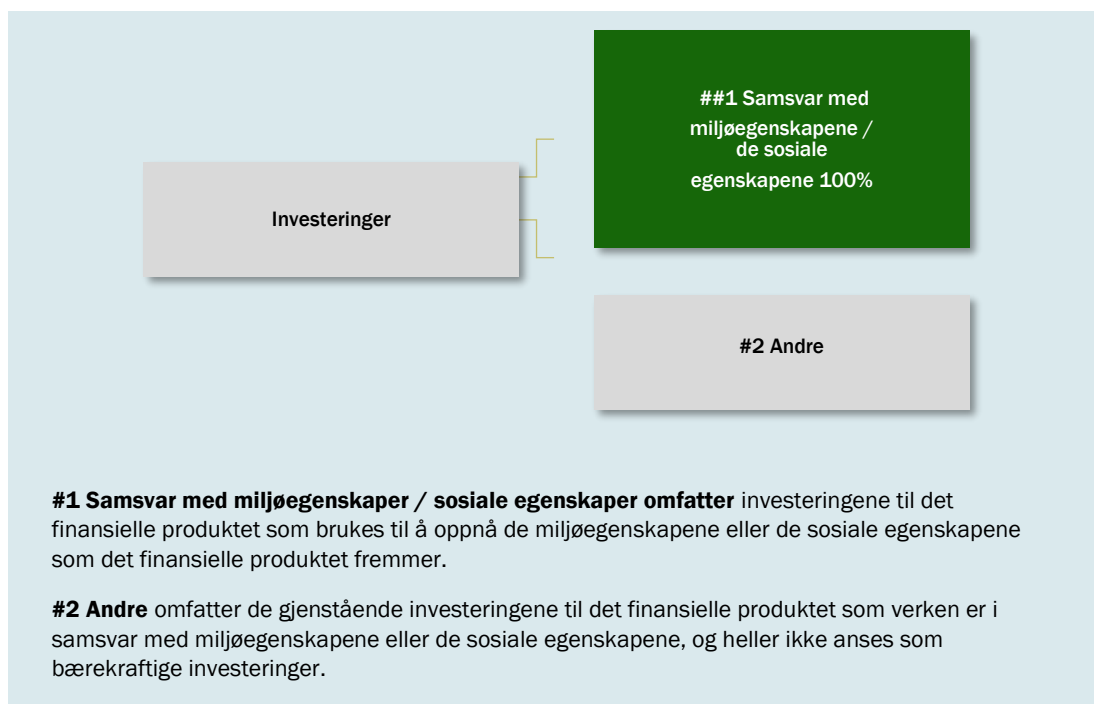 ##1 Samsvar med
miljøegenskapene /
de sosiale
egenskapene 100%
Investeringer
#2 Andre
#1 Samsvar med miljøegenskaper / sosiale egenskaper omfatter investeringene til det
finansielle produktet som brukes til å oppnå de miljøegenskapene eller de sosiale egenskapene
som det finansielle produktet fremmer.
#2 Andre omfatter de gjenstående investeringene til det finansielle produktet som verken er i
samsvar med miljøegenskapene eller de sosiale egenskapene, og heller ikke anses som
bærekraftige investeringer.